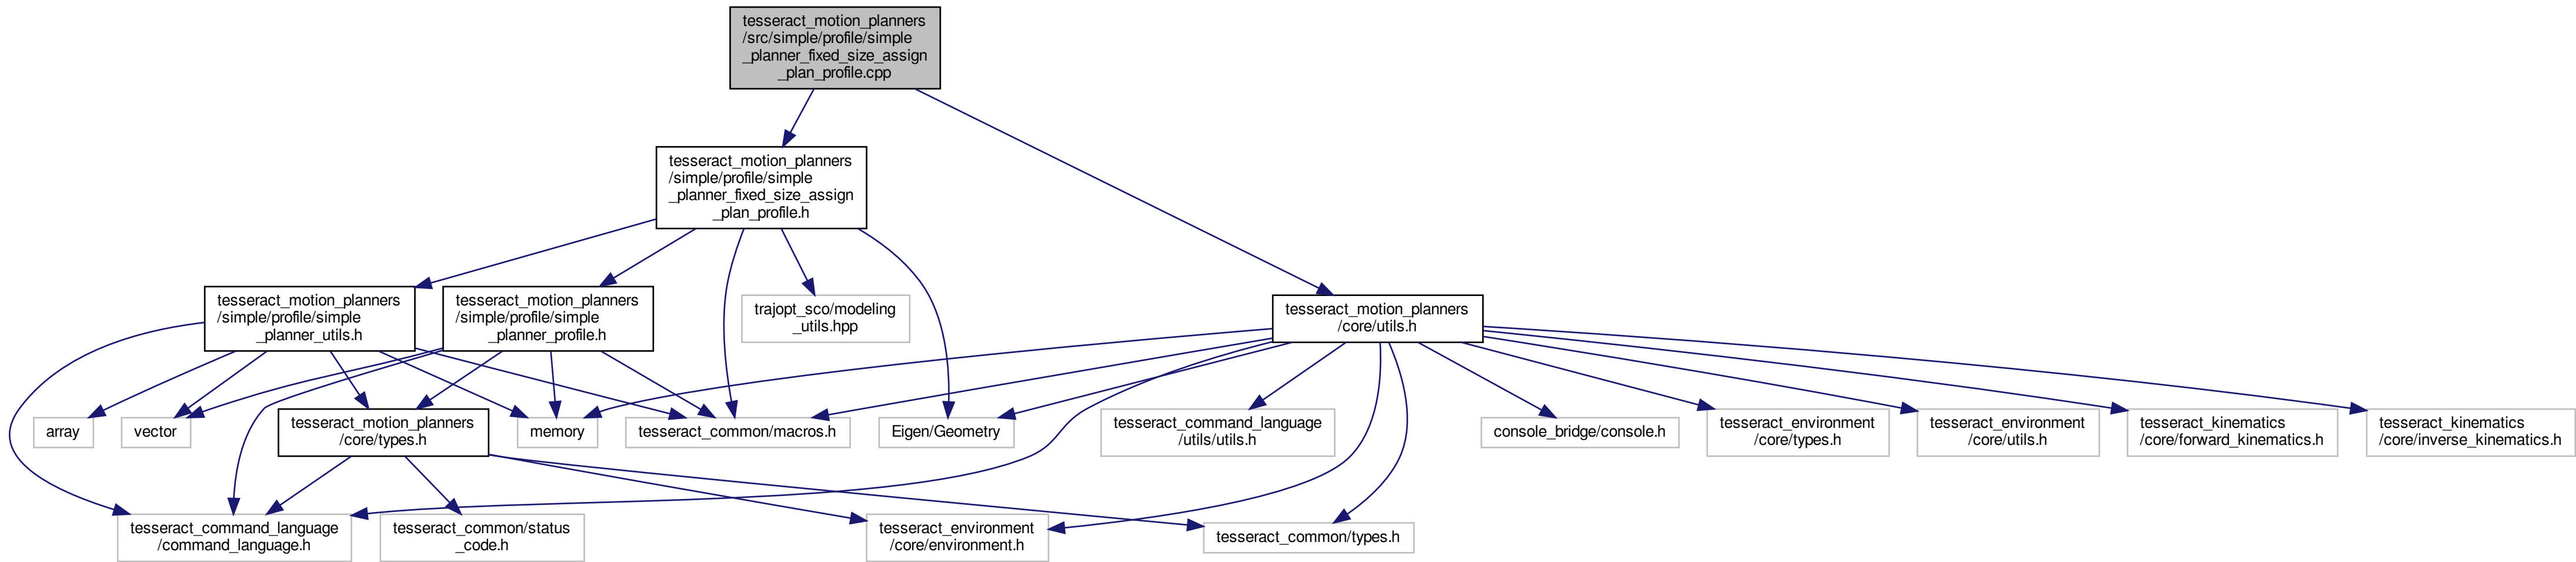 tesseract_motion_planners
/src/simple/profile/simple
_planner_fixed_size_assign
_plan_profile.cpp
tesseract_motion_planners
/simple/profile/simple
_planner_fixed_size_assign
_plan_profile.h
tesseract_motion_planners
/simple/profile/simple
_planner_utils.h
tesseract_motion_planners
/simple/profile/simple
_planner_profile.h
trajopt_sco/modeling
_utils.hpp
tesseract_motion_planners
/core/utils.h
array
vector
tesseract_motion_planners
/core/types.h
memory
tesseract_common/macros.h
Eigen/Geometry
tesseract_command_language
/utils/utils.h
console_bridge/console.h
tesseract_environment
/core/types.h
tesseract_environment
/core/utils.h
tesseract_kinematics
/core/forward_kinematics.h
tesseract_kinematics
/core/inverse_kinematics.h
tesseract_command_language
/command_language.h
tesseract_common/status
_code.h
tesseract_environment
/core/environment.h
tesseract_common/types.h